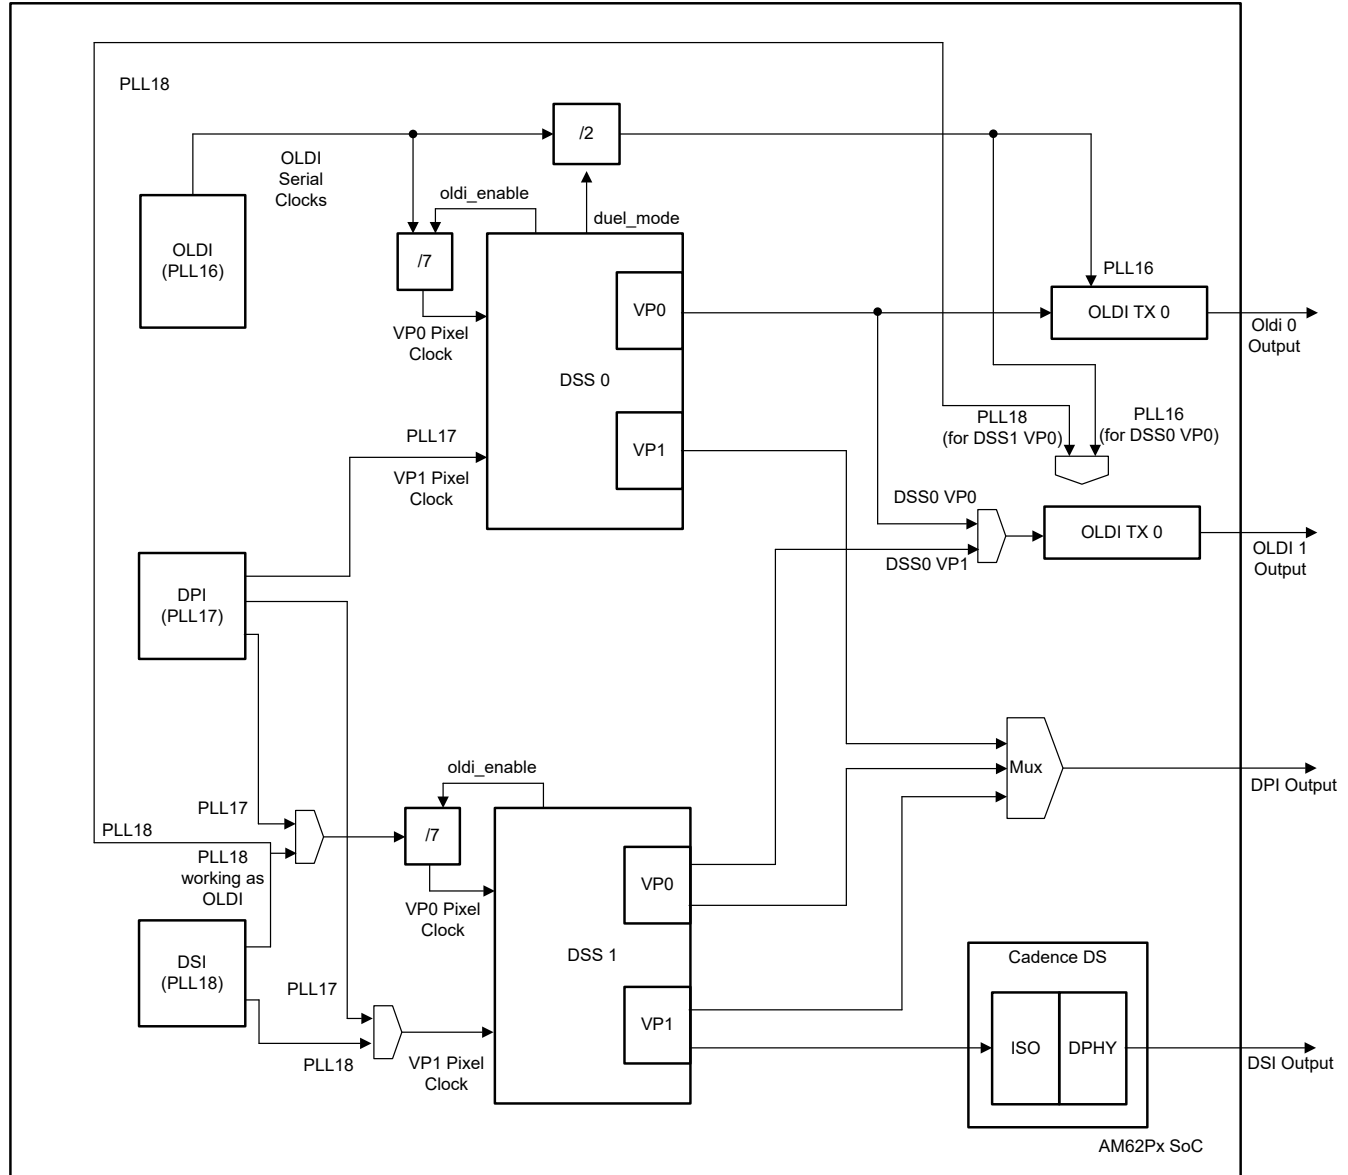 PLL18
/2
OLDI
Serial
Clocks
oldi_enable
duel_mode
OLDI
(PLL16)
/7
PLL16
VP0
OLDI TX 0
Oldi 0
Output
VP0 Pixel
Clock
DSS 0
PLL18
(for DSS1 VP0)
PLL16
(for DSS0 VP0)
PLL17
VP1
VP1 Pixel
Clock
DSS0 VP0
OLDI TX 0
OLDI 1
Output
DSS0 VP1
DPI
(PLL17)
Mux
DPI Output
oldi_enable
PLL17
PLL18
/7
PLL18
working as
OLDI
VP0
VP0 Pixel
Clock
DSS 1
DSI
(PLL18)
Cadence DS
PLL17
VP1
ISO
DPHY
PLL18
VP1 Pixel
Clock
DSI Output
AM62Px SoC